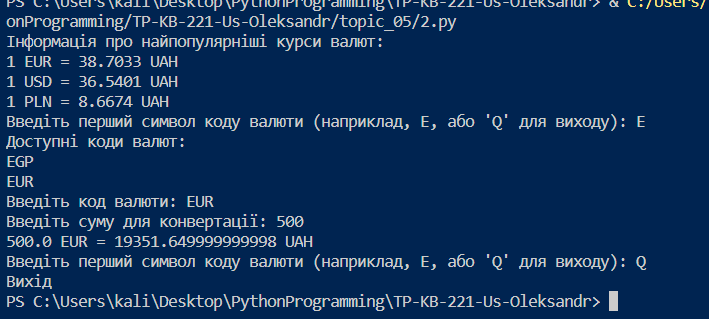 PS C:\Users\kali\Desktop\PythonProgramming\TP-KB-221-Us-Oleksandr> & C:/Users/
onProgramming/TP-KB-221-Us-Oleksandr/topic_05/2.py
Інформація про найпопулярніші курси валют:
1 EUR = 38.7033 UAH
1 USD = 36.5401 UAH
1 PLN = 8.6674 UAH
Введіть перший символ коду валюти (наприклад, E, або 'Q' для виходу): E
Доступні коди валют:
EGP
EUR
Введіть код валюти: EUR
Введіть суму для конвертації: 500
500.0 EUR = 19351.649999999998 UAH
Введіть перший символ коду валюти (наприклад, E, або 'Q' для виходу): Q
Вихід
PS C:\Users\kali\Desktop\PythonProgramming\TP-KB-221-Us-Oleksandr>